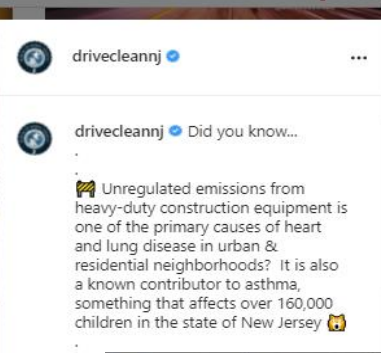 drivecleannj
drivecleannj Did you know...
.
.
🚧 Unregulated emissions from
heavy-duty construction equipment is
one of the primary causes of heart
and lung disease in urban &
residential neighborhoods?  It is also
a known contributor to asthma,
something that affects over 160,000
children in the state of New Jersey 🙀
.